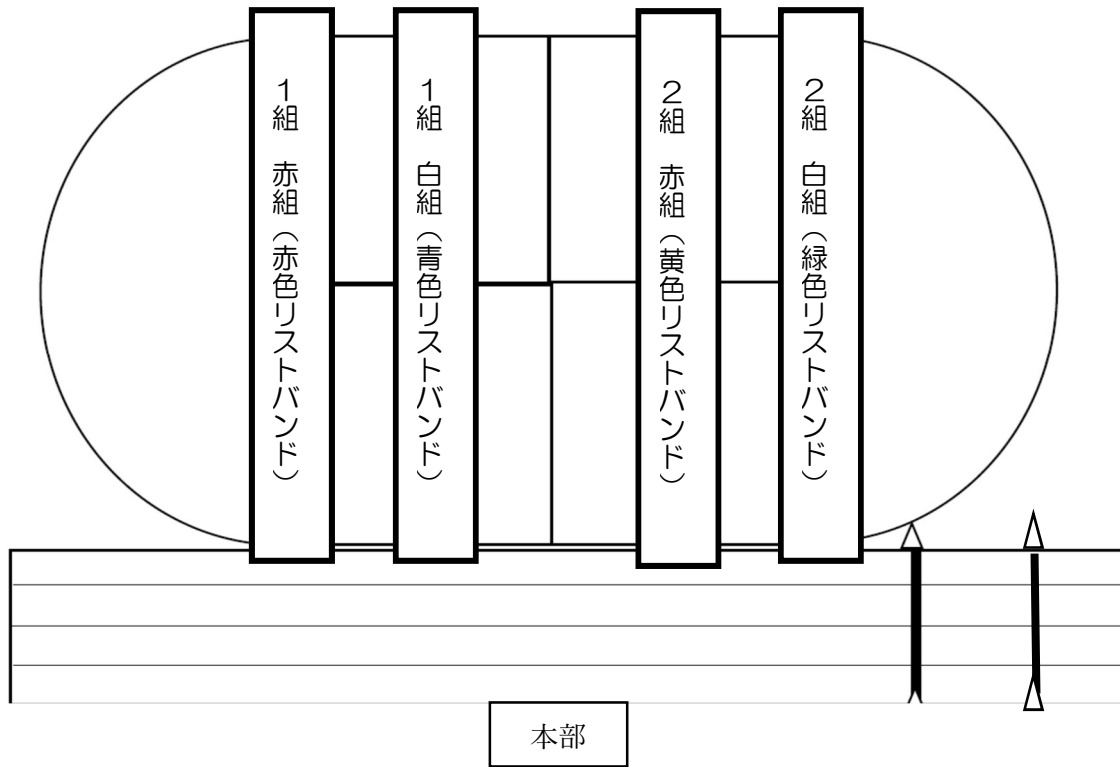 1組 赤組（赤色リストバンド）
1組 白組（青色リストバンド）
2組 赤組（黄色リストバンド）
2組 白組（緑色リストバンド）
本部